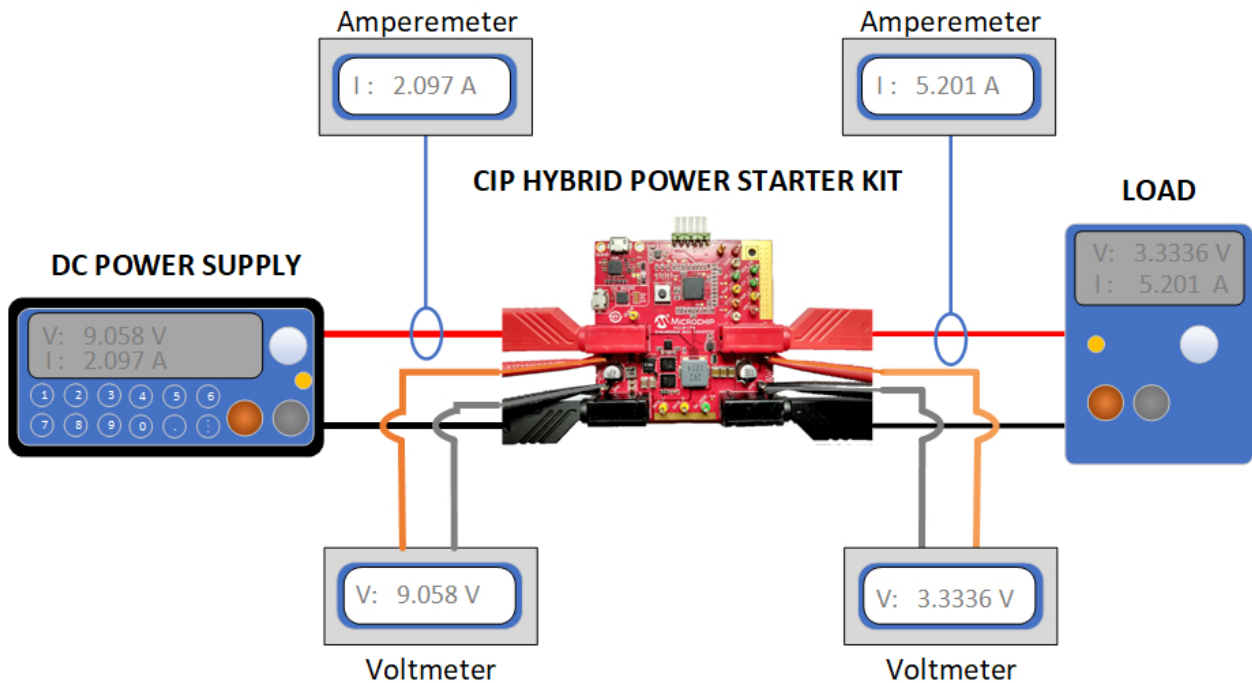 Amperemeter
Amperemeter
I : 2.097 A
I : 5.201 A
CIP HYBRID POWER STARTER KIT
LOAD
DC POWER SUPPLY
V: 3.3336 V
I : 5.201 A
V: 9.058 V
I : 2.097 A
MICROCHIP
1 2 3 4 5 6
7 8 9 0 . :
V: 9.058 V
V: 3.3336 V
Voltmeter
Voltmeter